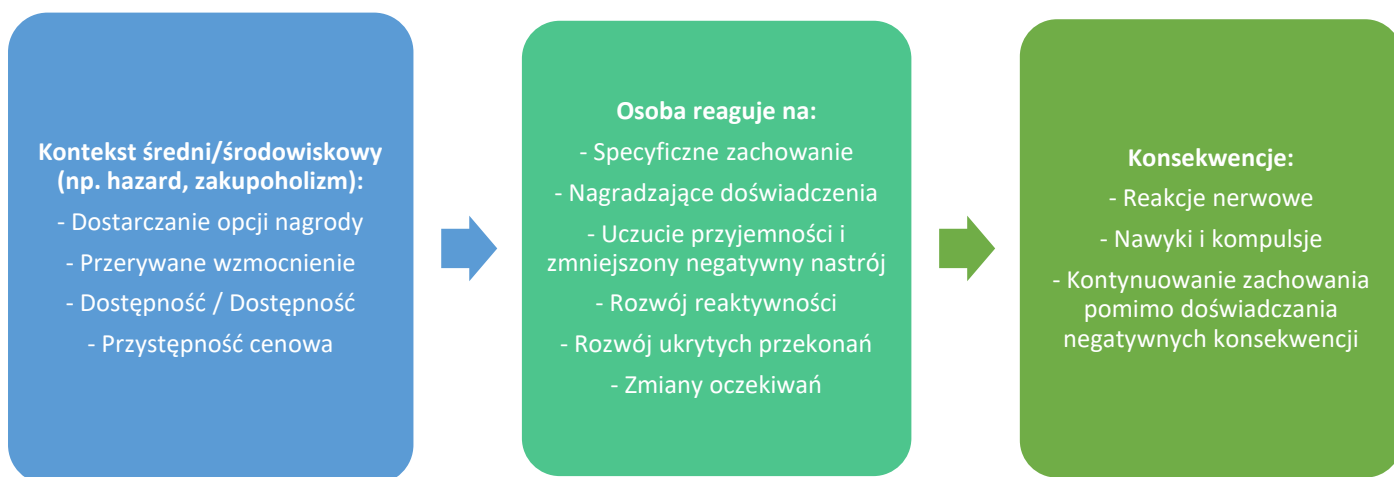 Kontekst średni/środowiskowy
(np. hazard, zakupoholizm):
- Dostarczanie opcji nagrody
- Przerywane wzmocnienie
- Dostępność / Dostępność
- Przystępność cenowa
Osoba reaguje na:
- Specyficzne zachowanie
- Nagradzające doświadczenia
- Uczucie przyjemności i
zmniejszony negatywny nastrój
- Rozwój reaktywności
- Rozwój ukrytych przekonań
- Zmiany oczekiwań
Konsekwencje:
- Reakcje nerwowe
- Nawyki i kompulsje
- Kontynuowanie zachowania
pomimo doświadczania
negatywnych konsekwencji